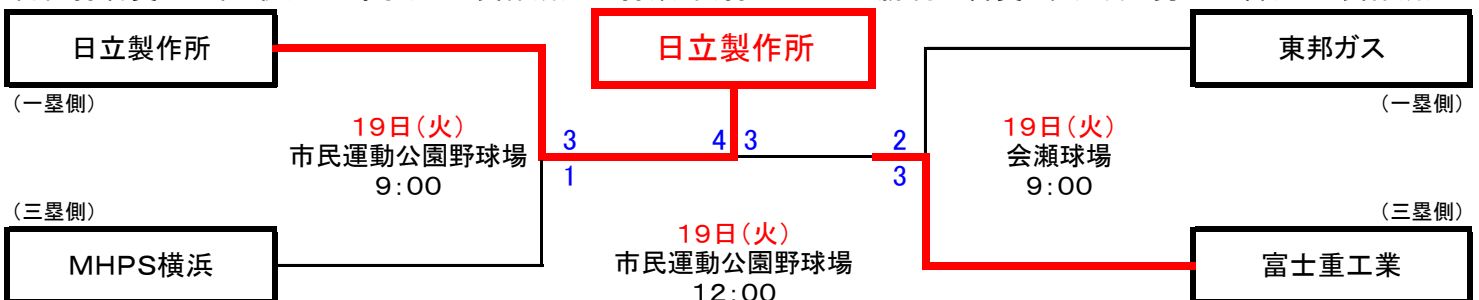 日立製作所
日立製作所
東邦ガス
(一塁側)
(一塁側)
19日(火)
市民運動公園野球場
9:00
3
1
4
3
2
3
19日(火)
会瀬球場
9:00
(三塁側)
(三塁側)
MHPS横浜
19日(火)
市民運動公園野球場
12:00
富士重工業